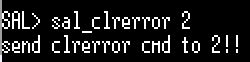 SAL> sal_clrerror 2
send clrerror cmd to 2!!